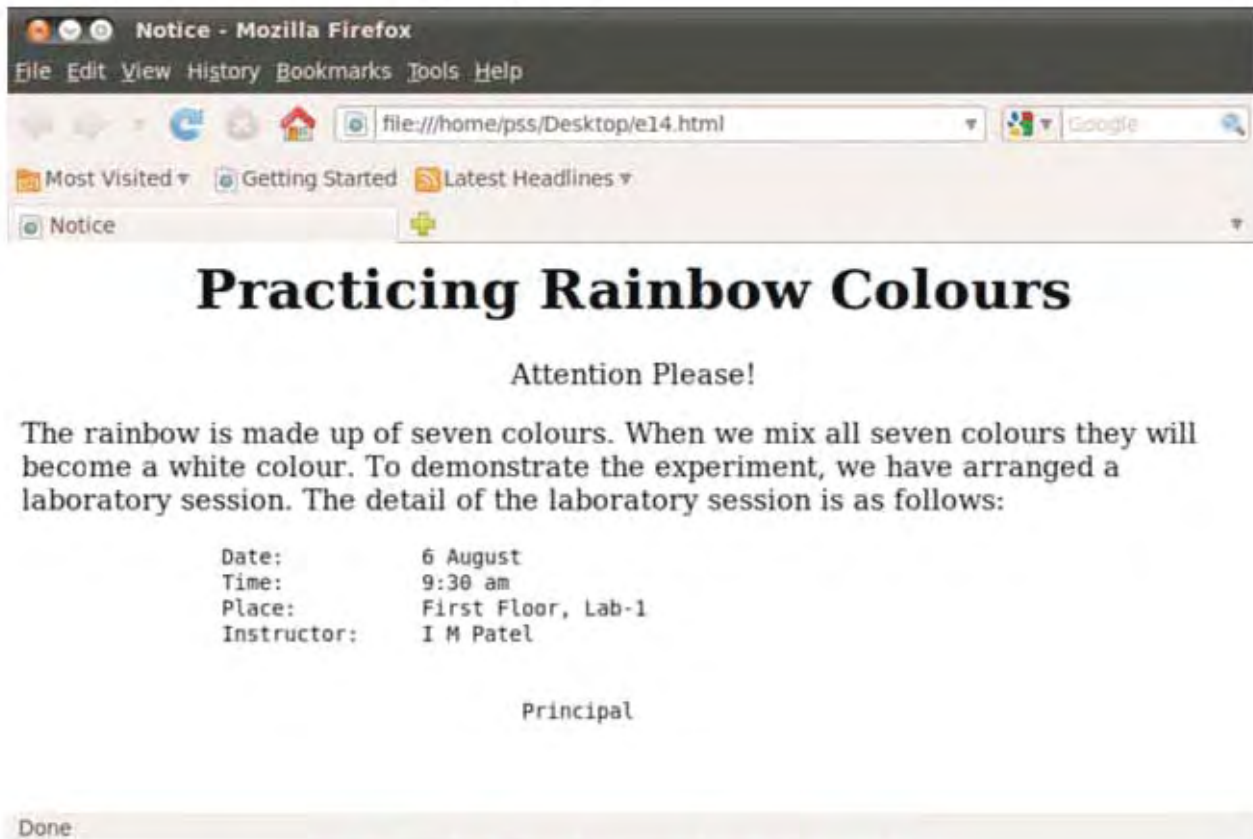 Notice - Mozilla Firefox
File Edit View History Bookmarks Tools Help
file:///home/pss/Desktop/e14.html
Google
Most Visited
Getting Started
Latest Headlines
Notice
Practicing Rainbow Colours
Attention Please!
The rainbow is made up of seven colours. When we mix all seven colours they will
become a white colour. To demonstrate the experiment, we have arranged a
laboratory session. The detail of the laboratory session is as follows:
Date: 6 August
Time: 9:30 am
Place: First Floor, Lab-1
Instructor: I M Patel
Principal
Done